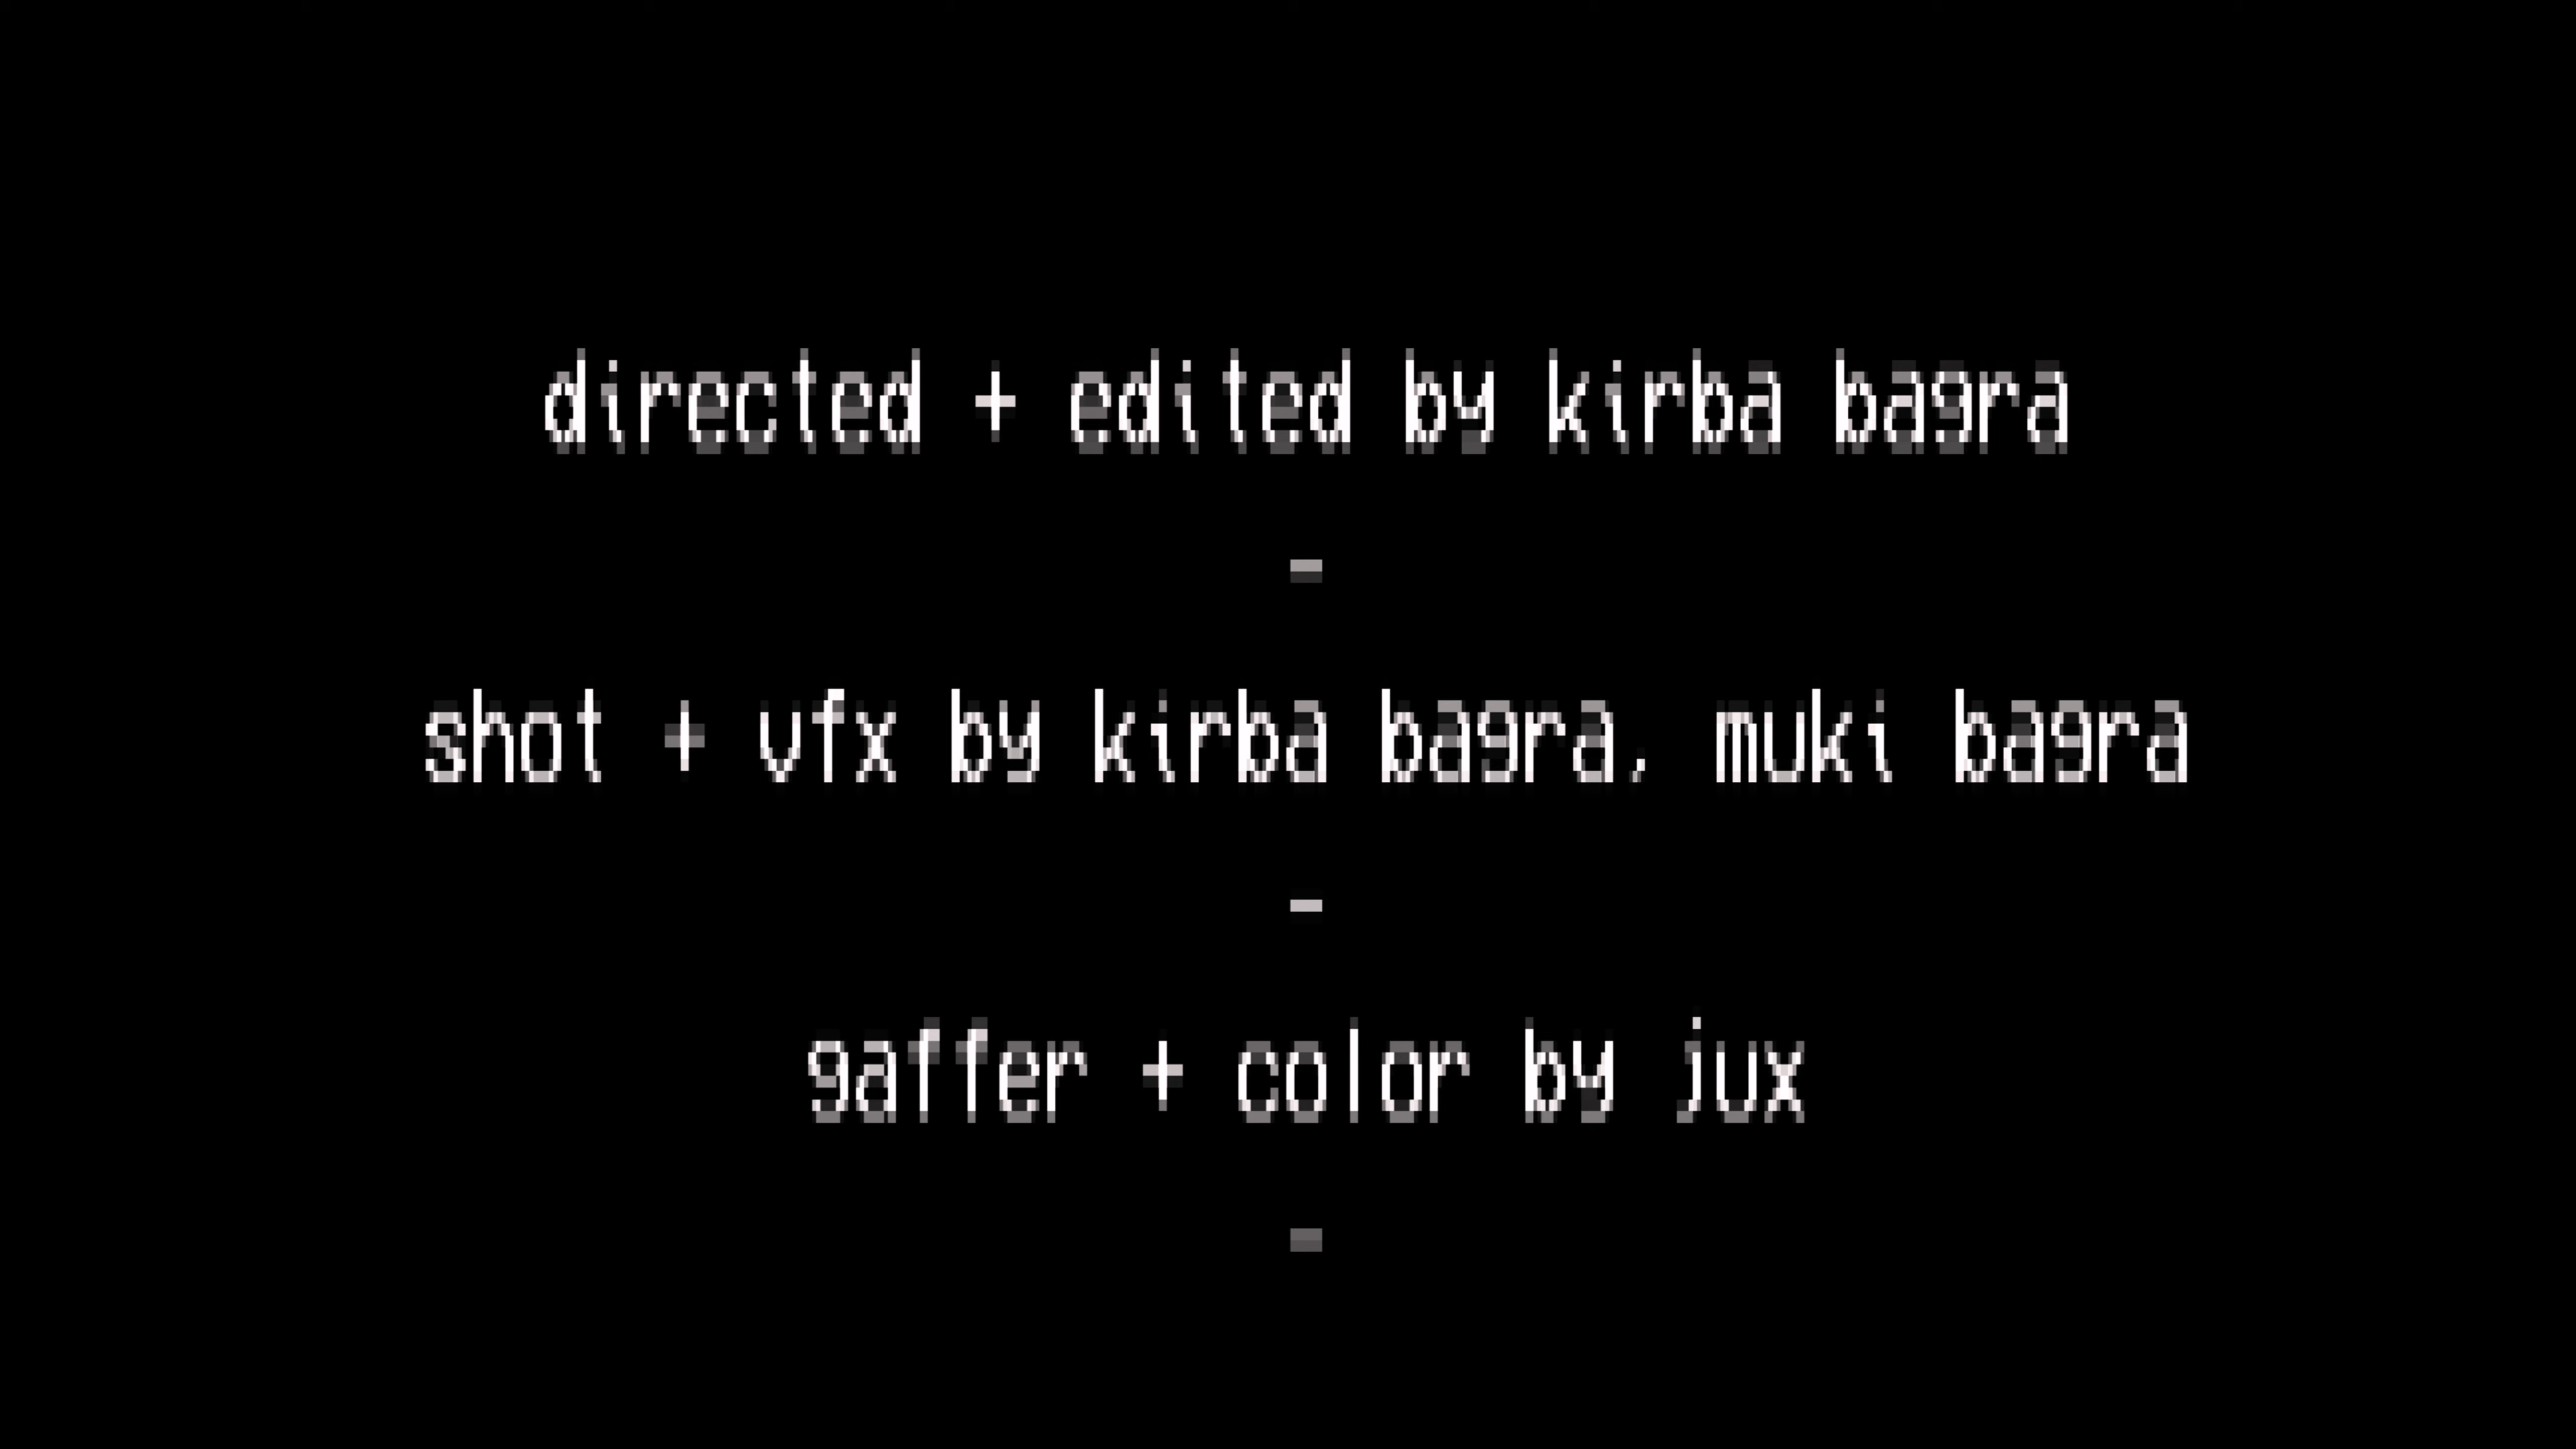 directed + edited by kirba bagra
-
shot + vfx by kirba bagra, muki bagra
-
gaffer + color by jux
-